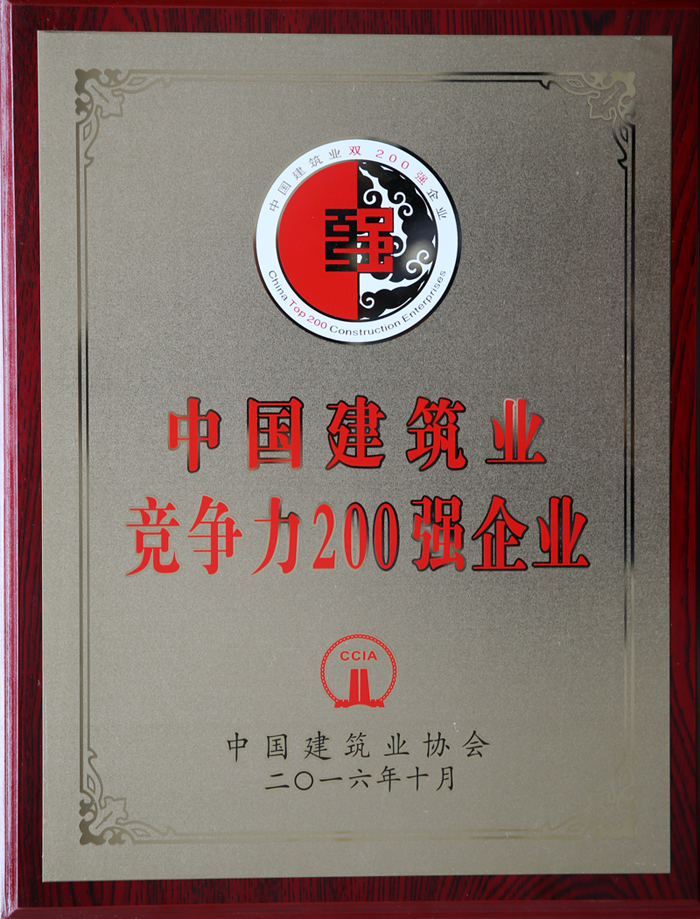 中国建筑业双200强企业
百强
China Top 200 Construction Enterprises
中国建筑业
竞争力200强企业
CCIA
中国建筑业协会
二〇一六年十月